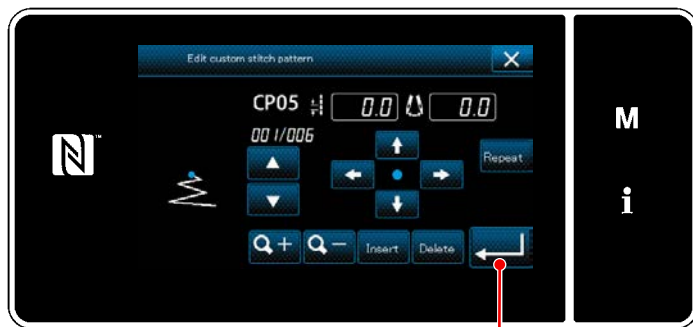 Edit custom stitch pattern
CP05 0.0 0.0
001/006
Repeat
Insert Delete
M
i